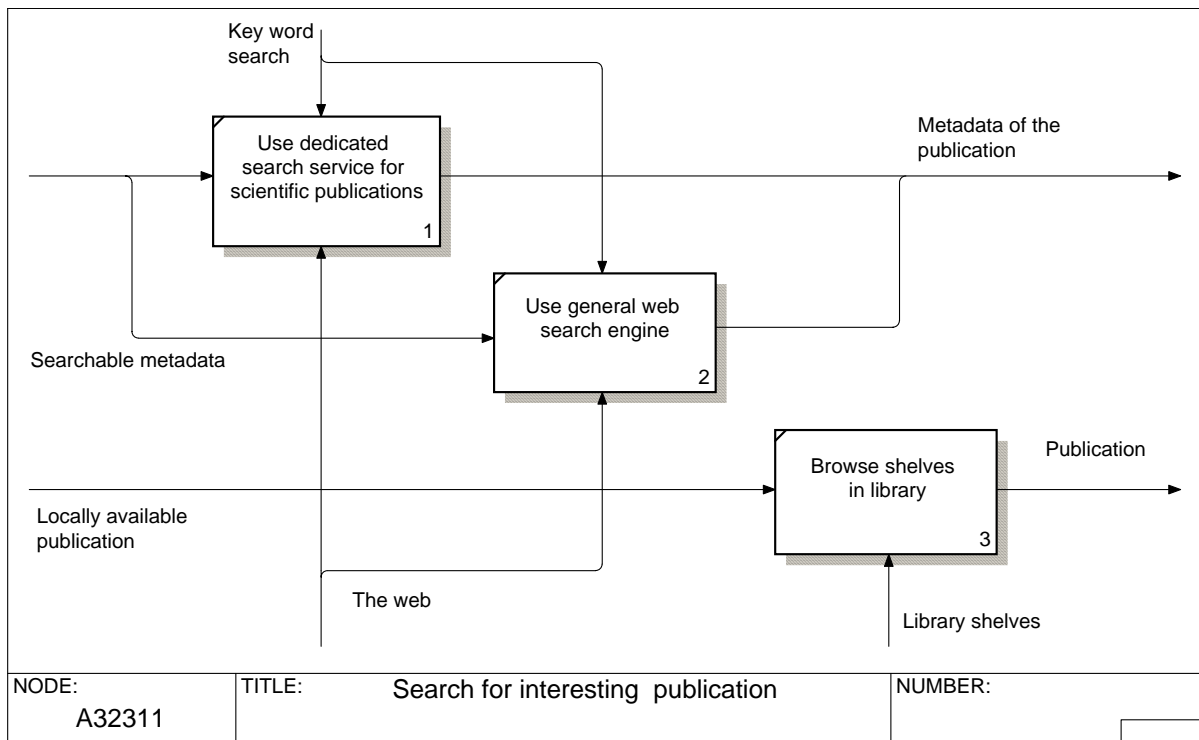 Key word
search
Use dedicated
search service for
scientific publications
1
Metadata of the
publication
Use general web
search engine
2
Searchable metadata
Browse shelves
in library
3
Publication
Locally available
publication
The web
Library shelves
NODE:
A32311
TITLE:
Search for interesting  publication
NUMBER: